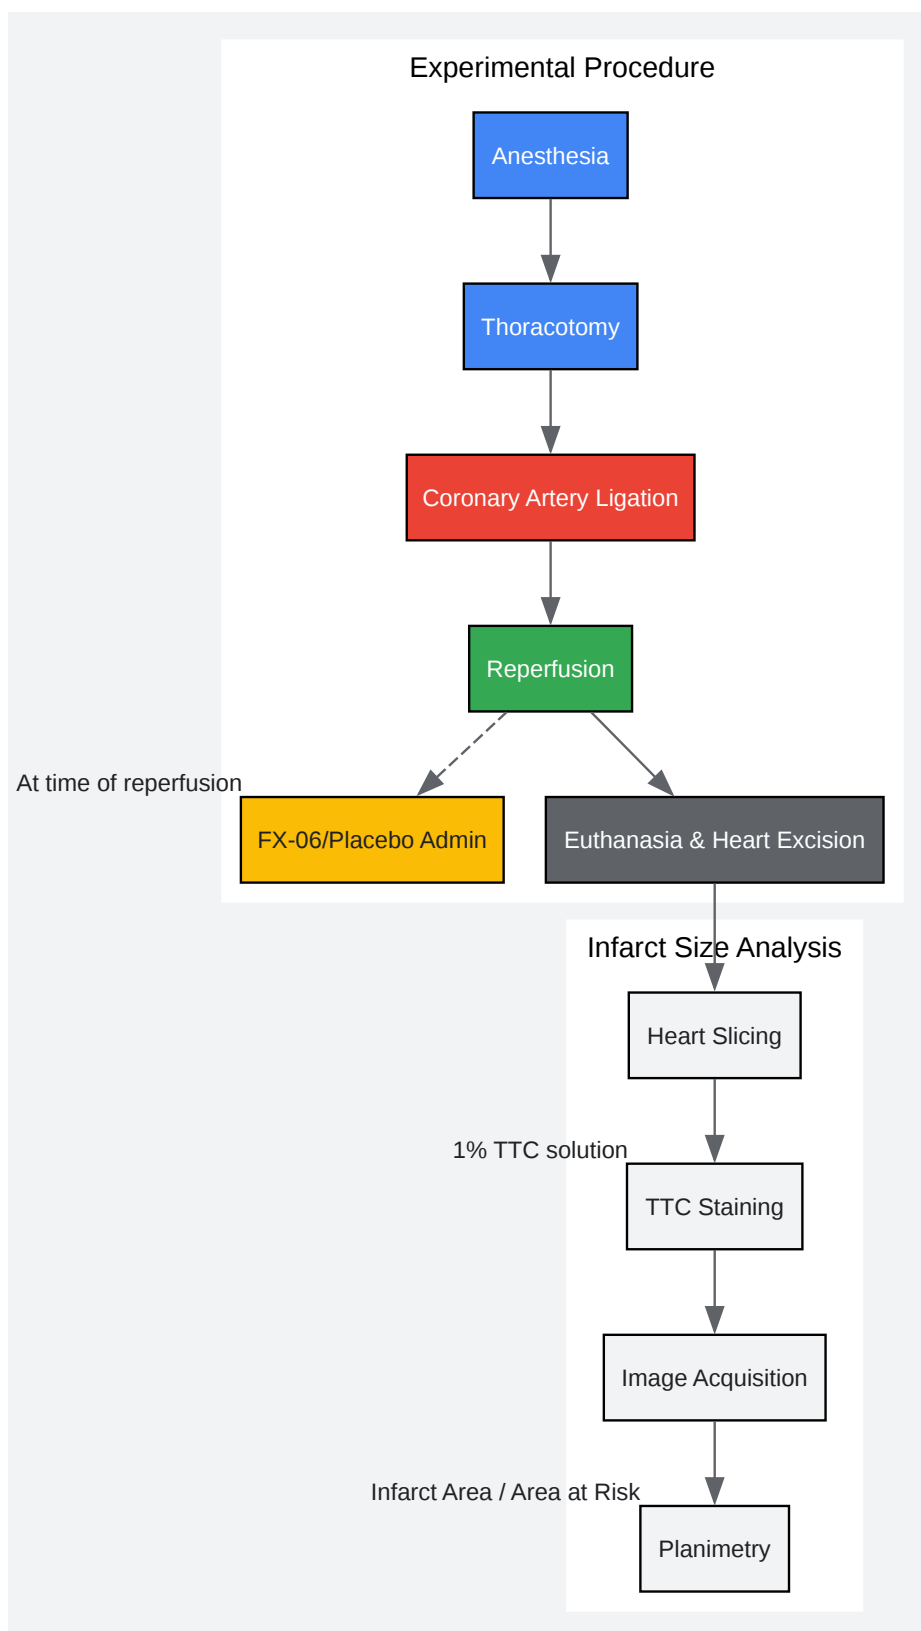 Experimental Procedure
Anesthesia
Thoracotomy
Coronary Artery Ligation
Reperfusion
At time of reperfusion
FX-06/Placebo Admin
Euthanasia & Heart Excision
Infarct Size Analysis
Heart Slicing
1% TTC solution
TTC Staining
Image Acquisition
Infarct Area / Area at Risk
Planimetry